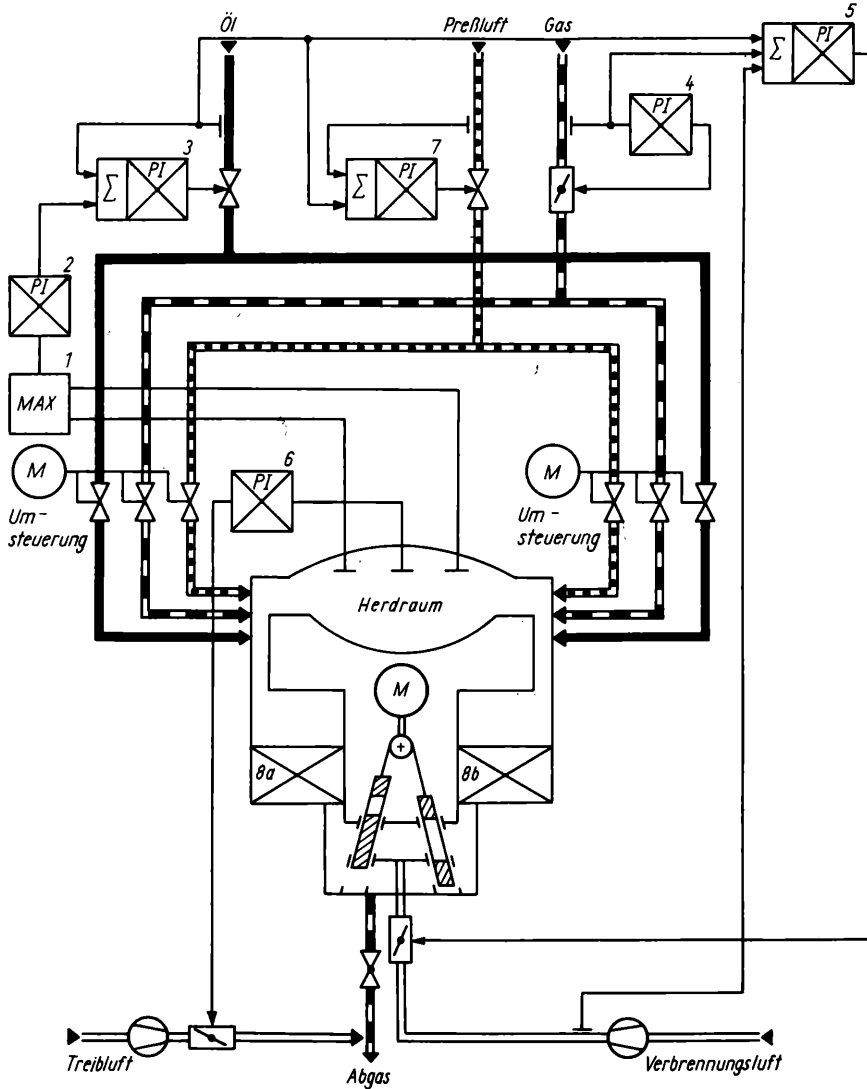 Öl
Preßluft
Gas
5
Σ
PI
4
PI
3
Σ
PI
7
Σ
PI
2
PI
1
MAX
M
Um-
steuerung
6
PI
M
Um-
steuerung
Herdraum
M
+
8a
8b
Treibluft
Abgas
Verbrennungsluft